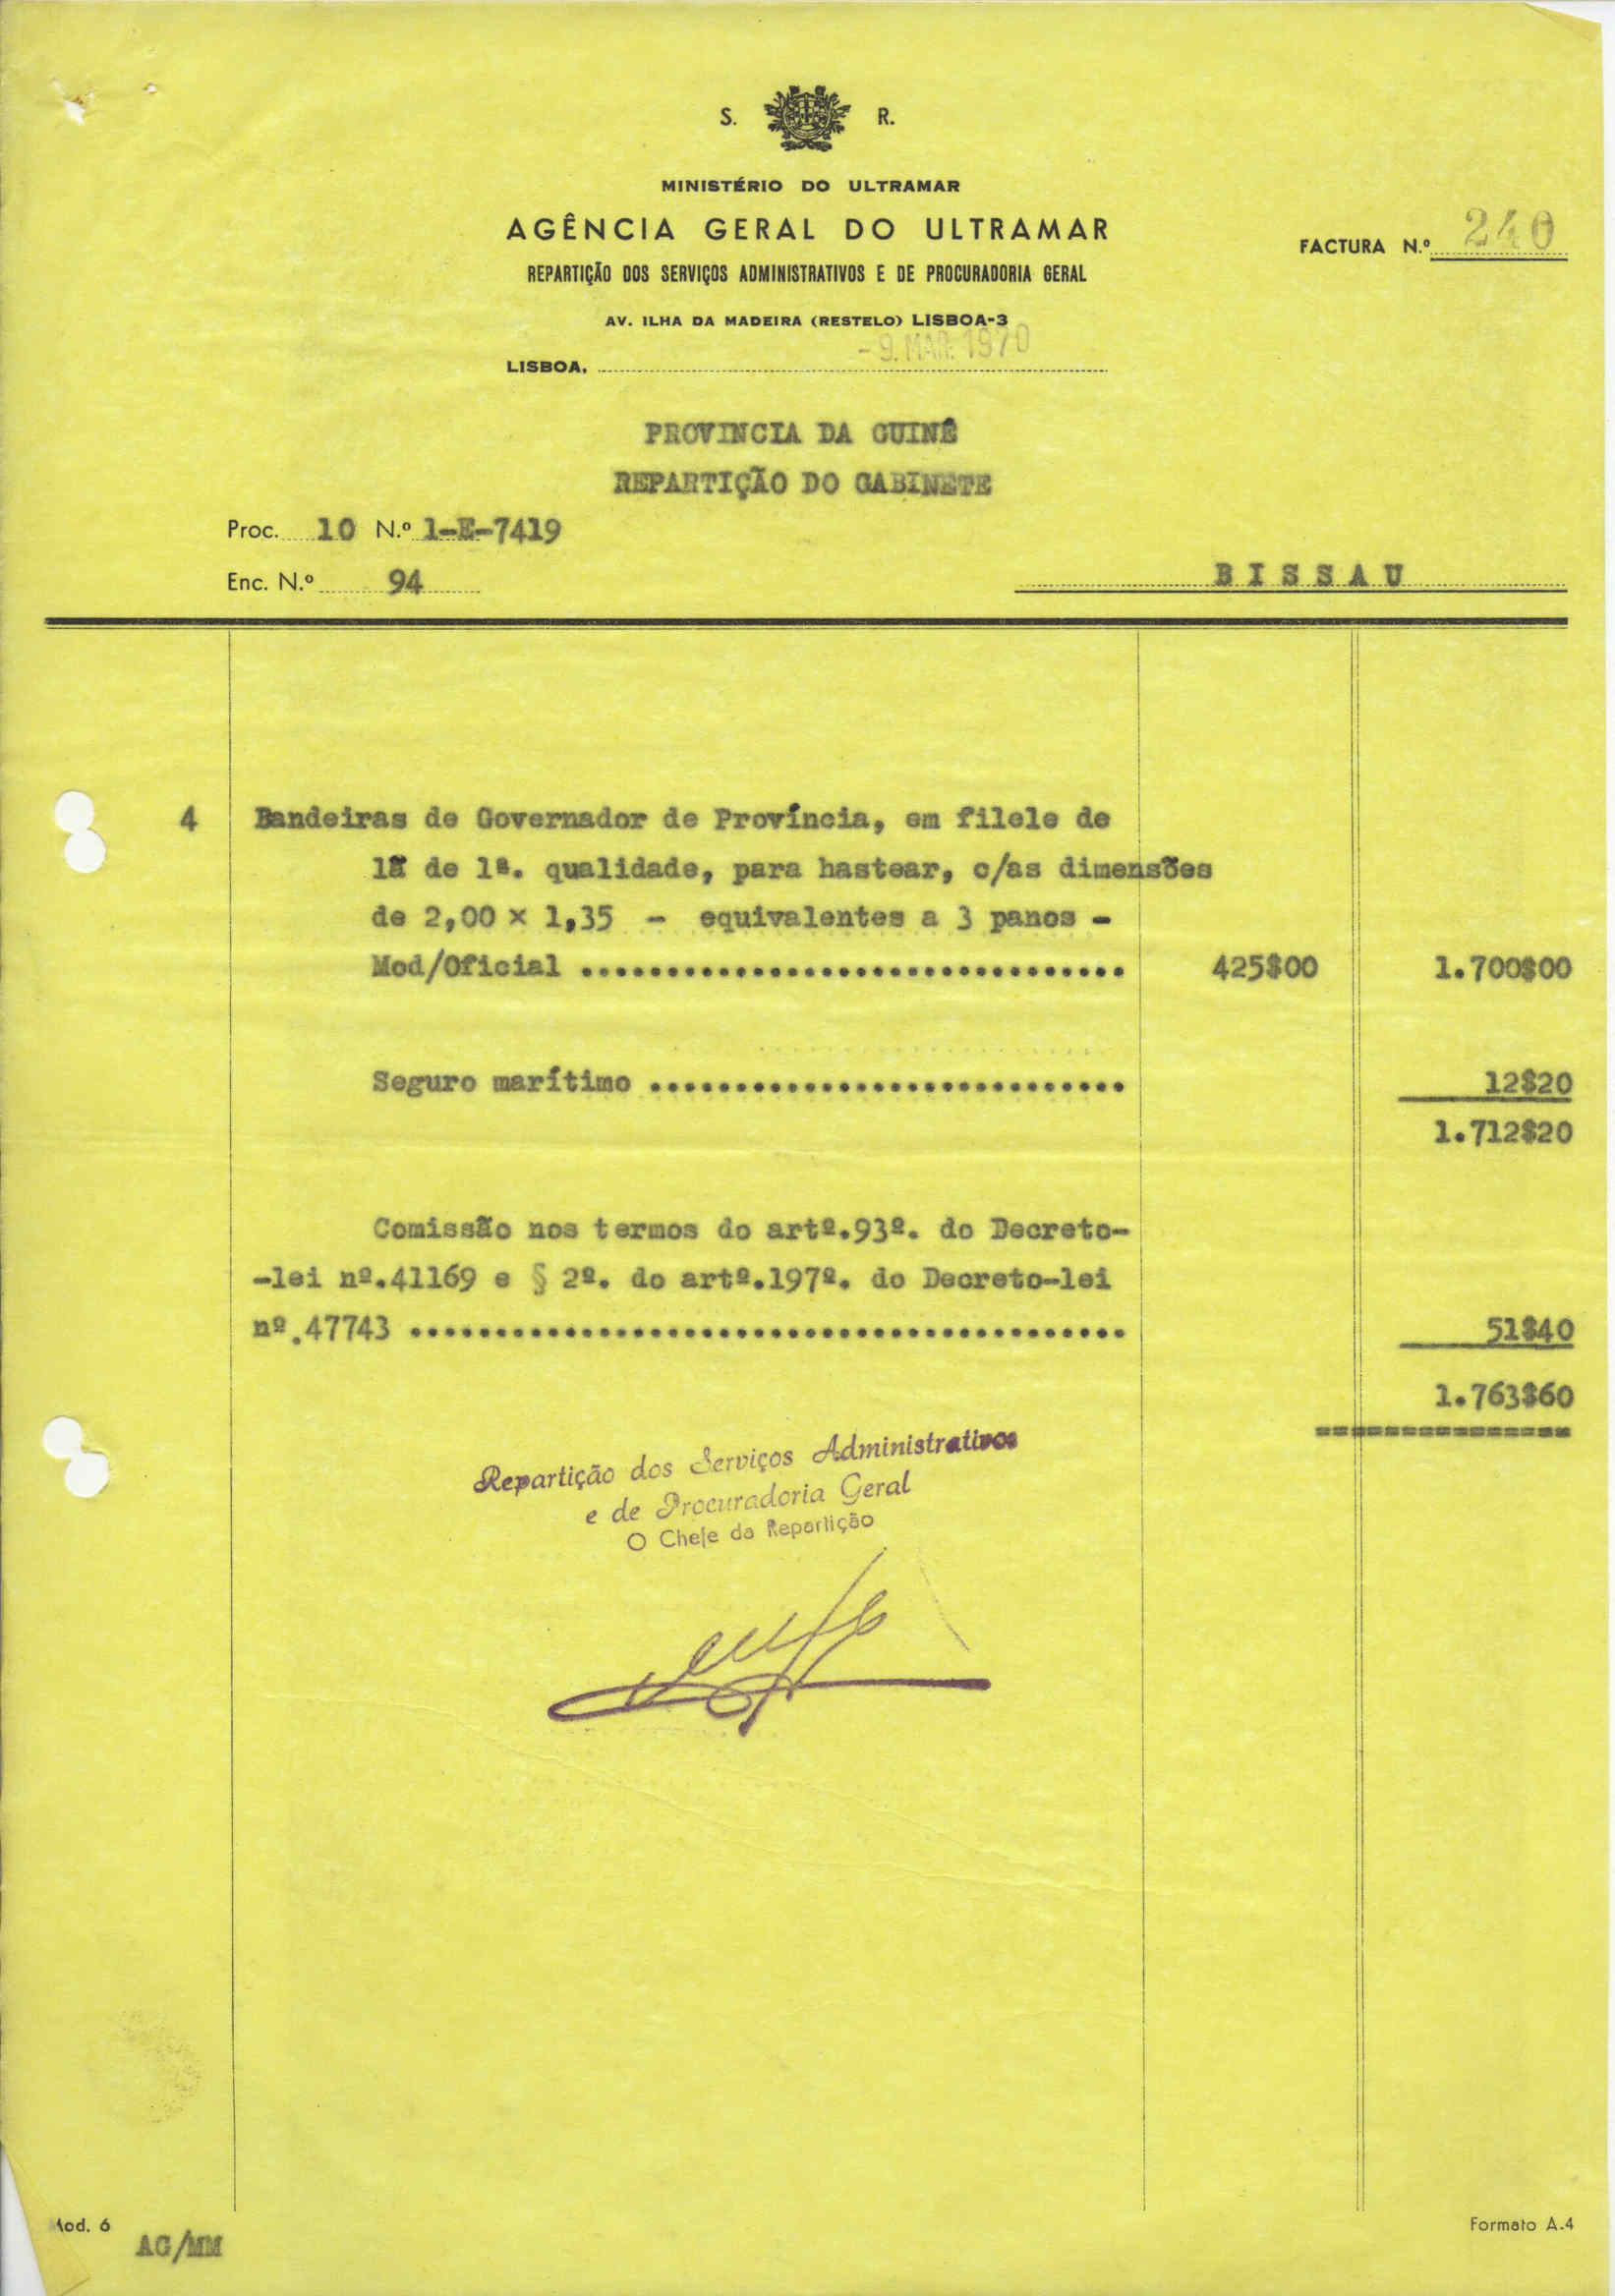 S. R.
MINISTÉRIO DO ULTRAMAR
AGÊNCIA GERAL DO ULTRAMAR
REPARTIÇÃO DOS SERVIÇOS ADMINISTRATIVOS E DE PROCURADORIA GERAL
FACTURA N.º 240
AV. ILHA DA MADEIRA (RESTELO) LISBOA-3
LISBOA, -9. MAR. 1970
PROVINCIA DA GUINÊ
REPARTIÇÃO DO GABINETE
Proc. 10 N.º 1-E-7419
Enc. N.º 94
B I S S A U
4 Bandeiras de Governador de Província, em filele de
lã de 1ª. qualidade, para hastear, c/as dimensões
de 2,00 x 1,35 - equivalentes a 3 panos -
Mod/Oficial ................................ 425$00 1.700$00
Seguro marítimo ............................ 12$20
1.712$20
Comissão nos termos do artº.93º. do Decreto-
-lei nº.41169 e § 2º. do artº.197º. do Decreto-lei
nº.47743 .......................................... 51$40
1.763$60
Repartição dos Serviços Administrativos
e de Procuradoria Geral
O Chefe da Repartição
Mod. 6
AG/MM
Formato A.4